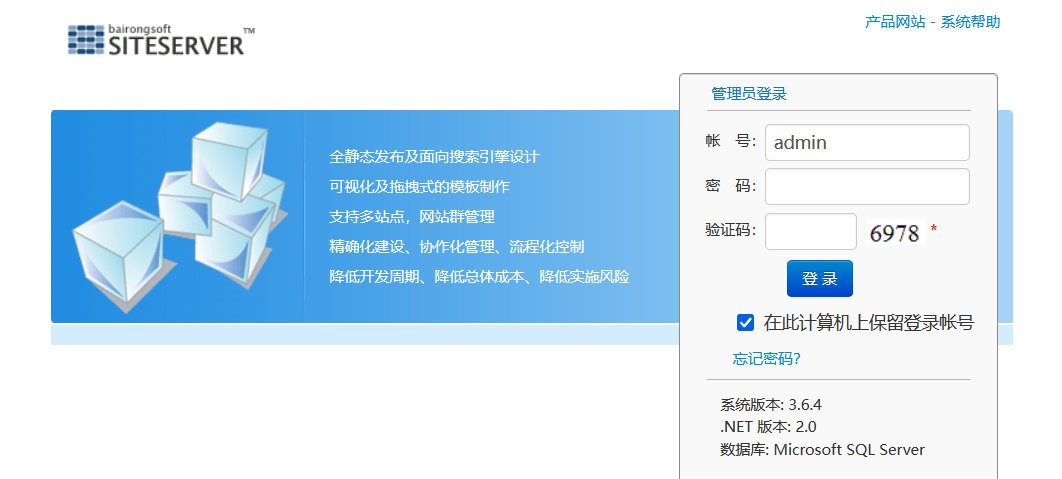 bairongsoft
SITESERVER™
产品网站 - 系统帮助
全静态发布及面向搜索引擎设计
可视化及拖拽式的模板制作
支持多站点，网站群管理
精确化建设、协作化管理、流程化控制
降低开发周期、降低总体成本、降低实施风险
管理员登录
帐 号： admin
密 码：
验证码： 6978 *
登 录
在此计算机上保留登录帐号
忘记密码?
系统版本: 3.6.4
.NET 版本: 2.0
数据库: Microsoft SQL Server